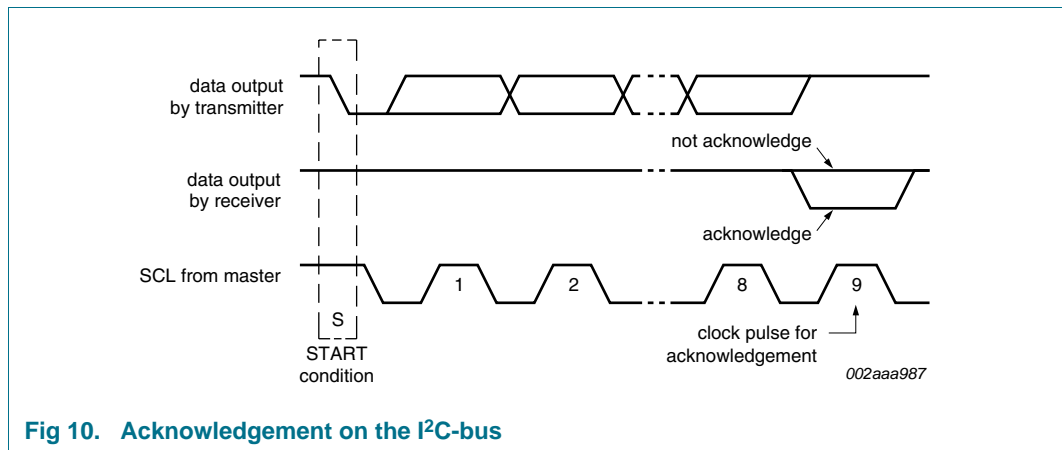 data output
by transmitter
not acknowledge
data output
by receiver
acknowledge
SCL from master
1
2
8
9
S
START
condition
clock pulse for
acknowledgement
002aaa987
Fig 10. Acknowledgement on the I²C-bus